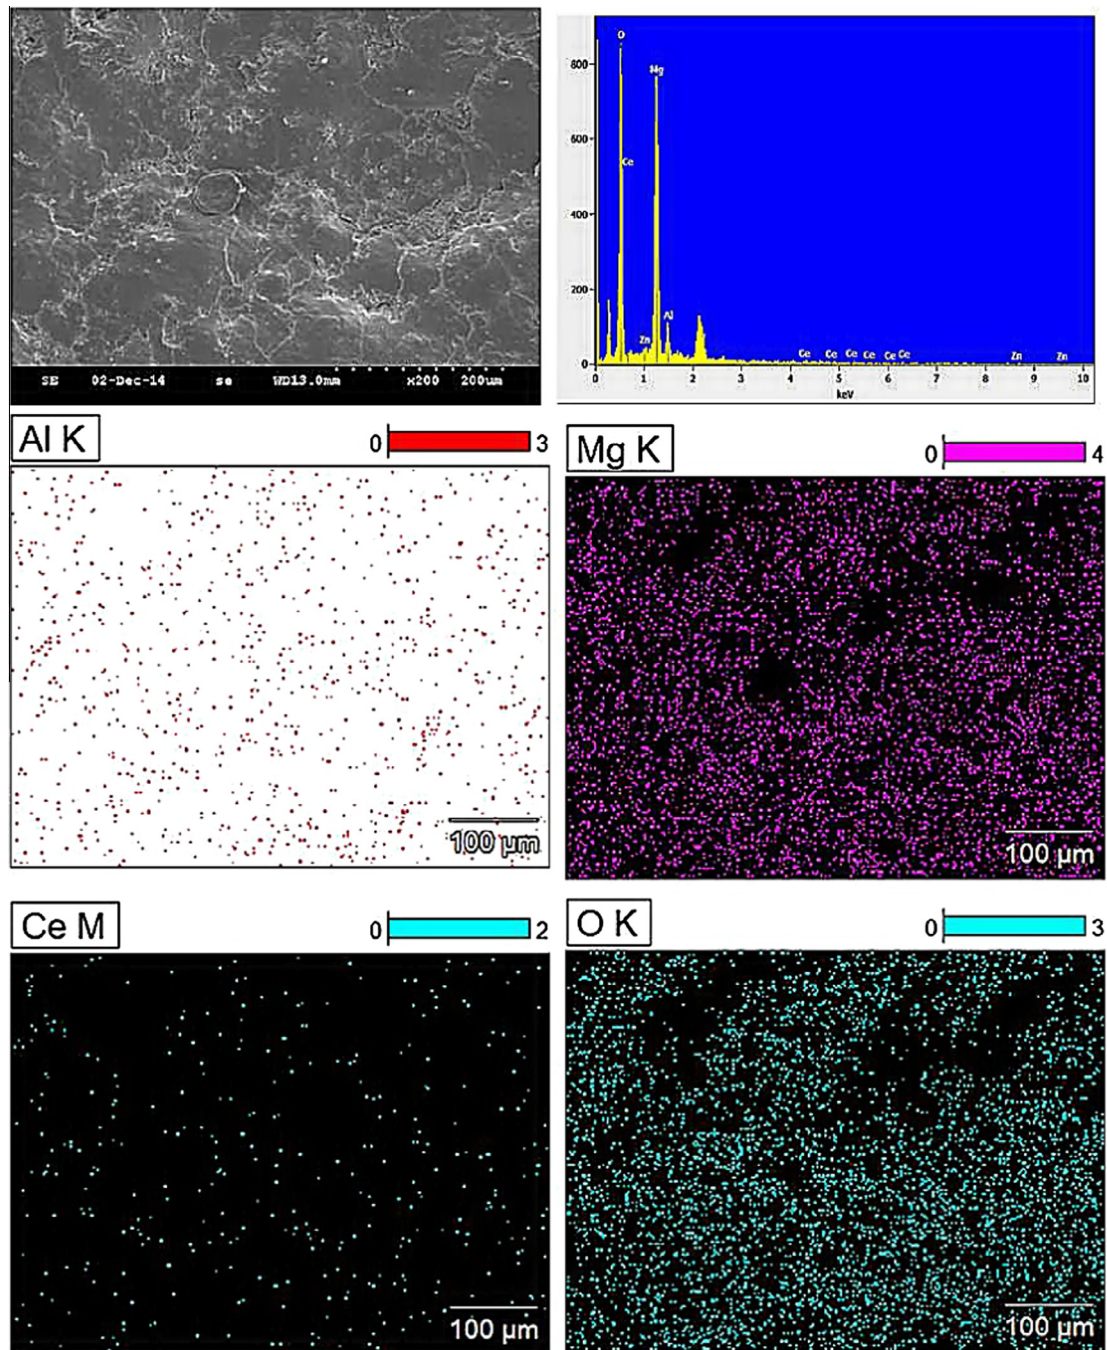 SE 02-Dec-14 se WD13.0mm x200 200um
O
Mg
Ce
Al
Zn
Ce Ce Ce Ce Ce Ce Zn Zn
800
600
400
200
0
0 1 2 3 4 5 6 7 8 9 10
keV
Al K 0 3
Mg K 0 4
100 µm
100 µm
Ce M 0 2
O K 0 3
100 µm
100 µm